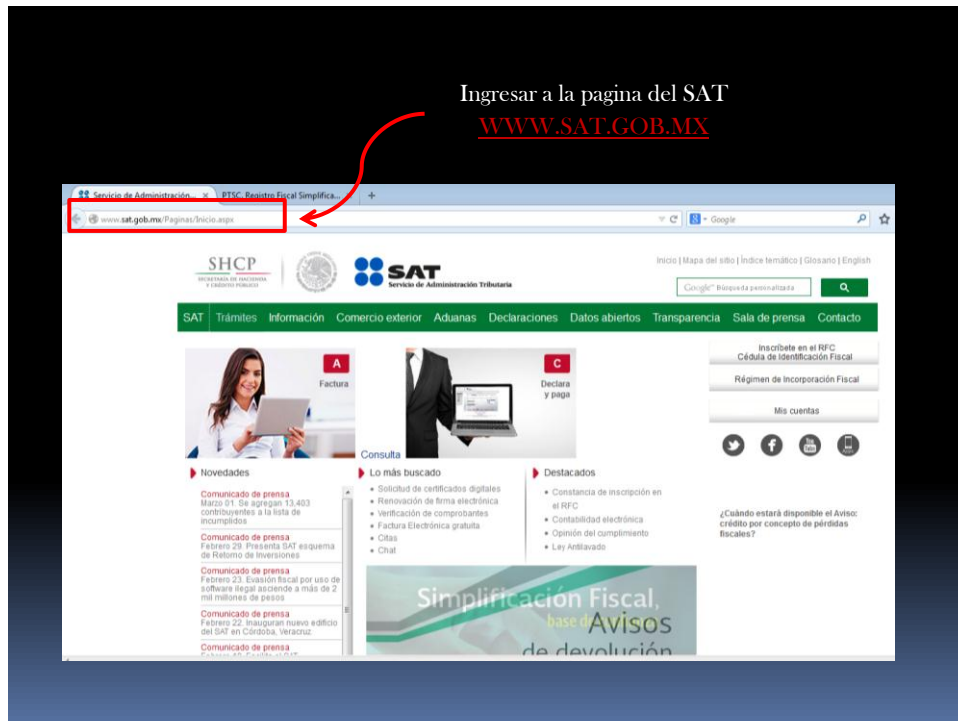 Ingresar a la pagina del SAT
WWW.SAT.GOB.MX
Servicio de Administración... ×
PTSC. Registro Fiscal Simplifica...
+
www.sat.gob.mx/Paginas/Inicio.aspx
Google
SHCP
SECRETARÍA DE HACIENDA
Y CRÉDITO PÚBLICO
SAT
Servicio de Administración Tributaria
Inicio | Mapa del sitio | Índice temático | Glosario | English
Google™ Búsqueda personalizada
SAT Trámites Información Comercio exterior Aduanas Declaraciones Datos abiertos Transparencia Sala de prensa Contacto
A
Factura
C
Declara
y paga
Consulta
Inscríbete en el RFC
Cédula de Identificación Fiscal
Régimen de Incorporación Fiscal
Mis cuentas
You
Tube
Novedades
Comunicado de prensa
Marzo 01. Se agregan 13,403
contribuyentes a la lista de
incumplidos
Comunicado de prensa
Febrero 29. Presenta SAT esquema
de Retorno de Inversiones
Comunicado de prensa
Febrero 23. Evasión fiscal por uso de
software ilegal asciende a más de 2
mil millones de pesos
Comunicado de prensa
Febrero 22. Inauguran nuevo edificio
del SAT en Córdoba, Veracruz
Comunicado de prensa
Lo más buscado
Solicitud de certificados digitales
Renovación de firma electrónica
Verificación de comprobantes
Factura Electrónica gratuita
Citas
Chat
Destacados
Constancia de inscripción en
el RFC
Contabilidad electrónica
Opinión del cumplimiento
Ley Antilavado
¿Cuándo estará disponible el Aviso:
crédito por concepto de pérdidas
fiscales?
Simplificación Fiscal,
base de
Avisos
de devolución